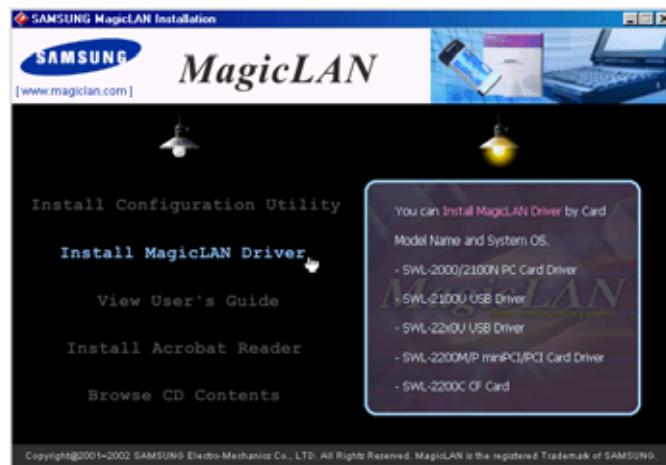 SAMSUNG MagicLAN Installation
SAMSUNG
MagicLAN
[www.magiclan.com]
Install Configuration Utility
Install MagicLAN Driver
View User's Guide
Install Acrobat Reader
Browse CD Contents
You can Install MagicLAN Driver by Card
Model Name and System OS.
- SWL-2000/2100N PC Card Driver
- SWL-2100U USB Driver
- SWL-22x0U USB Driver
- SWL-2200M/P miniPCI/PCI Card Driver
- SWL-2200C CF Card
MagicLAN
Copyright@2001~2002 SAMSUNG Electro-Mechanics Co., LTD. All Rights Reserved. MagicLAN is the registered Trademark of SAMSUNG.